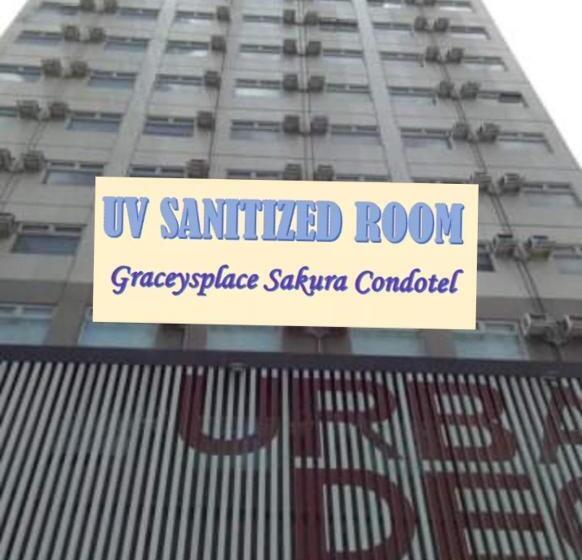 UV SANITIZED ROOM
Graceysplace Sakura Condotel
URBA
DEC